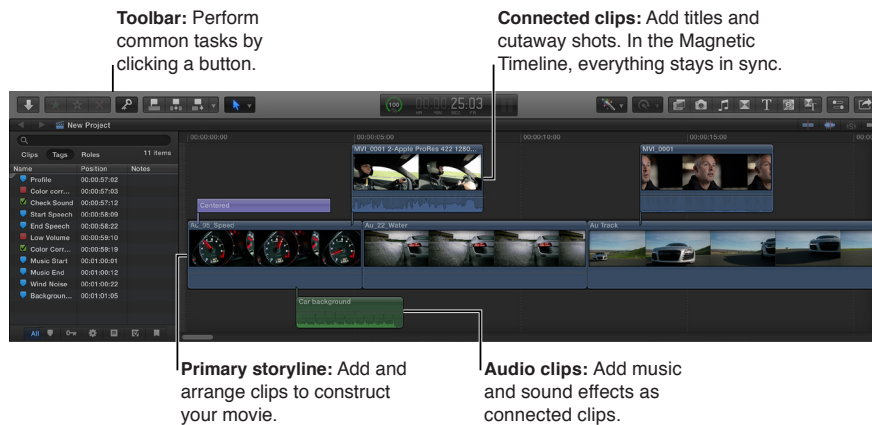 Toolbar: Perform
common tasks by
clicking a button.
Connected clips: Add titles and
cutaway shots. In the Magnetic
Timeline, everything stays in sync.
100
25:03
New Project
Clips Tags Roles 11 items
Name Position Notes
Profile 00:00:57:02
Color corr... 00:00:57:03
Check Sound 00:00:57:12
Start Speech 00:00:58:09
End Speech 00:00:58:22
Low Volume 00:00:59:10
Color Corr... 00:00:59:19
Music Start 00:01:00:01
Music End 00:01:00:12
Wind Noise 00:01:00:22
Backgroun... 00:01:01:05
All
00:00:00:00 00:00:05:00 00:00:10:00 00:00:15:00
MVI_0001 2-Apple ProRes 422 1280...
MVI_0001
Centered
Au_05_Speed
Au_22_Water
Au Track
Car background
Primary storyline: Add and
arrange clips to construct
your movie.
Audio clips: Add music
and sound effects as
connected clips.